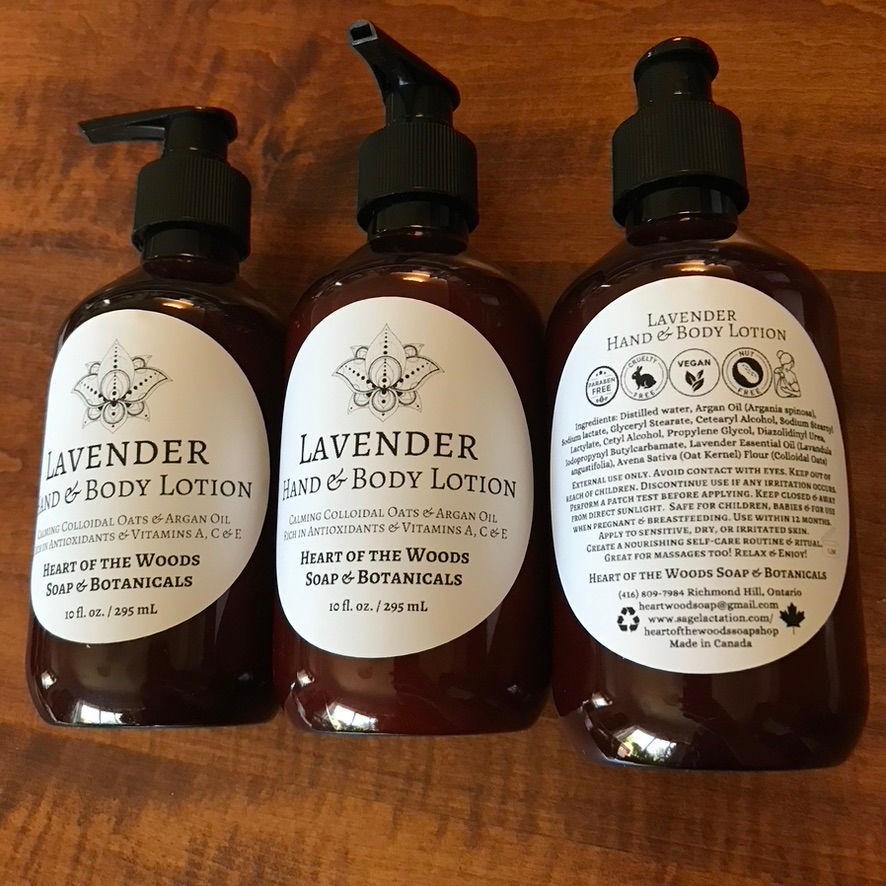 LAVENDER
HAND & BODY LOTION
CALMING COLLOIDAL OATS & ARGAN OIL
RICH IN ANTIOXIDANTS & VITAMINS A, C & E
HEART OF THE WOODS
SOAP & BOTANICALS
10 fl. oz. / 295 mL
LAVENDER
HAND & BODY LOTION
CALMING COLLOIDAL OATS & ARGAN OIL
RICH IN ANTIOXIDANTS & VITAMINS A, C & E
HEART OF THE WOODS
SOAP & BOTANICALS
10 fl. oz. / 295 mL
LAVENDER
HAND & BODY LOTION
PARABEN FREE
CRUELTY FREE
VEGAN
NUT FREE
Ingredients: Distilled water, Argan Oil (Argania spinosa),
Sodium lactate, Glyceryl Stearate, Cetearyl Alcohol, Sodium Stearoyl
Lactylate, Cetyl Alcohol, Propylene Glycol, Diazolidinyl Urea,
Iodopropynyl Butylcarbamate, Lavender Essential Oil (Lavandula
angustifolia), Avena Sativa (Oat Kernel) Flour (Colloidal Oats)
EXTERNAL USE ONLY. AVOID CONTACT WITH EYES. KEEP OUT OF
REACH OF CHILDREN. DISCONTINUE USE IF ANY IRRITATION OCCURS.
PERFORM A PATCH TEST BEFORE APPLYING. KEEP CLOSED & AWAY
FROM DIRECT SUNLIGHT. SAFE FOR CHILDREN, BABIES & FOR USE
WHEN PREGNANT & BREASTFEEDING. USE WITHIN 12 MONTHS.
APPLY TO SENSITIVE, DRY, OR IRRITATED SKIN.
CREATE A NOURISHING SELF-CARE ROUTINE & RITUAL.
GREAT FOR MASSAGES TOO! RELAX & ENJOY!
HEART OF THE WOODS SOAP & BOTANICALS
(416) 809-7984 Richmond Hill, Ontario
heartwoodsoap@gmail.com
www.sagelactation.com/
heartofthewoodssoapshop
Made in Canada